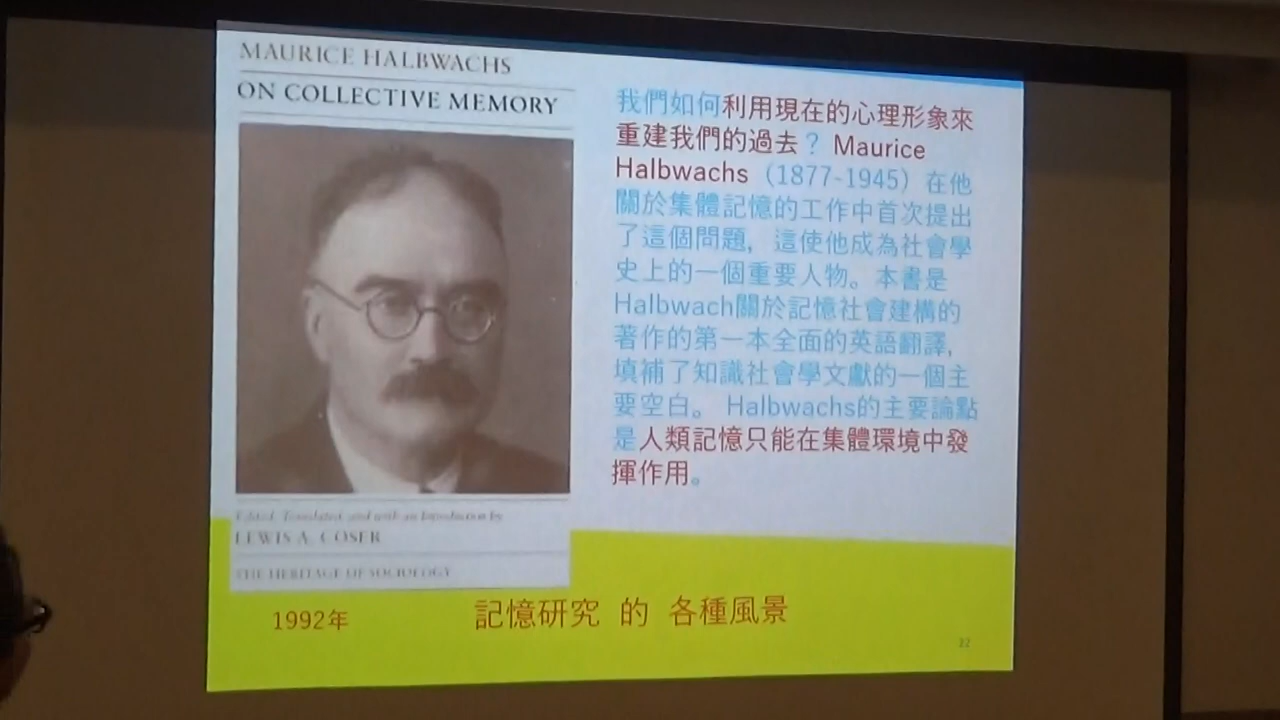 MAURICE HALBWACHS
ON COLLECTIVE MEMORY
Edited, Translated, and with an Introduction by
LEWIS A. COSER
THE HERITAGE OF SOCIOLOGY
我們如何利用現在的心理形象來
重建我們的過去？ Maurice
Halbwachs（1877-1945）在他
關於集體記憶的工作中首次提出
了這個問題，這使他成為社會學
史上的一個重要人物。本書是
Halbwach關於記憶社會建構的
著作的第一本全面的英語翻譯，
填補了知識社會學文獻的一個主
要空白。 Halbwachs的主要論點
是人類記憶只能在集體環境中發
揮作用。
1992年 記憶研究 的 各種風景
22